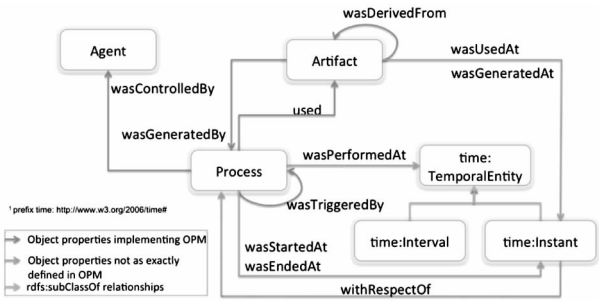 wasDerivedFrom
Agent
Artifact
wasUsedAt
wasGeneratedAt
wasControlledBy
used
wasGeneratedBy
Process
wasPerformedAt
time:
TemporalEntity
wasTriggeredBy
1 prefix time: http://www.w3.org/2006/time#
Object properties implementing OPM
Object properties not as exactly
defined in OPM
rdfs:subClassOf relationships
wasStartedAt
wasEndedAt
time:Interval
time:Instant
withRespectOf